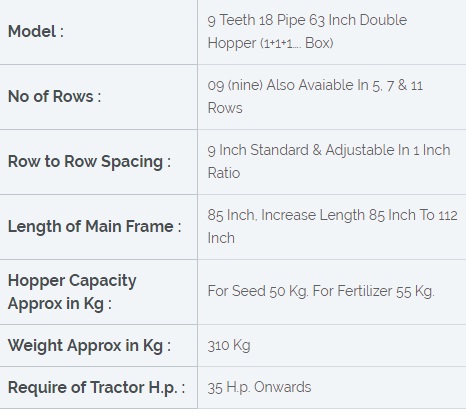 Model :
9 Teeth 18 Pipe 63 Inch Double
Hopper (1+1+1.... Box)
No of Rows :
09 (nine) Also Avaiable In 5, 7 & 11
Rows
Row to Row Spacing :
9 Inch Standard & Adjustable In 1 Inch
Ratio
Length of Main Frame :
85 Inch, Increase Length 85 Inch To 112
Inch
Hopper Capacity
Approx in Kg :
For Seed 50 Kg. For Fertilizer 55 Kg.
Weight Approx in Kg :
310 Kg
Require of Tractor H.p. :
35 H.p. Onwards